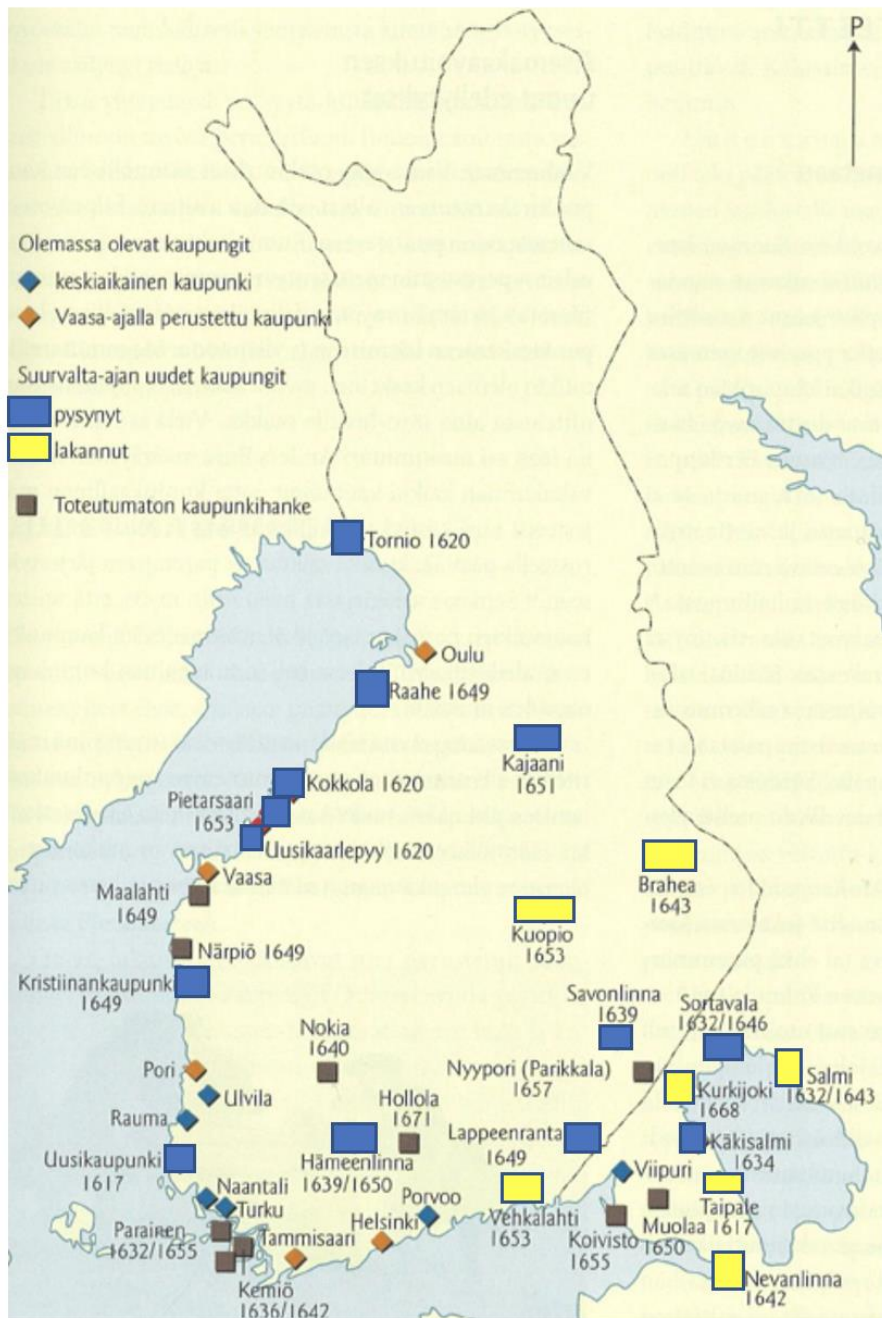 P
Olemassa olevat kaupungit
keskiaikainen kaupunki
Vaasa-ajalla perustettu kaupunki
Suurvalta-ajan uudet kaupungit
pysynyt
lakannut
Toteutumaton kaupunkihanke
Tornio 1620
Oulu
Raahe 1649
Kajaani
1651
Kokkola 1620
Pietarsaari
1653
Uusikaarlepyy 1620
Vaasa
Maalahti
1649
Brahea
1643
Kuopio
1653
Närpiö 1649
Kristiinankaupunki
1649
Savonlinna
1639
Sortavala
1632/1646
Nokia
1640
Nyypori (Parikkala)
1657
Salmi
1632/1643
Kurkijoki
1668
Pori
Ulvila
Rauma
Hollola
1671
Lappeenranta
1649
Käkisalmi
1634
Uusikaupunki
1617
Hämeenlinna
1639/1650
Viipuri
Naantali
Turku
Porvoo
Helsinki
Vehkalahti
1653
Taipale
1617
Muolaa
1650
Koivisto
1655
Parainen
1632/1655
Tammisaari
Kemiö
1636/1642
Nevanlinna
1642